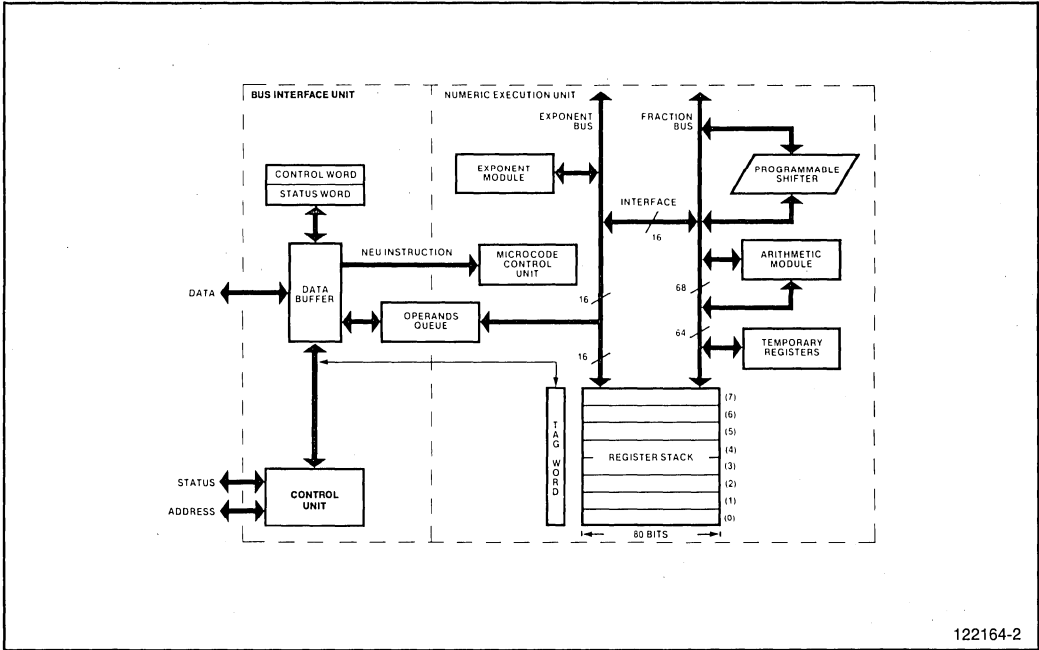 BUS INTERFACE UNIT
NUMERIC EXECUTION UNIT
EXPONENT
BUS
FRACTION
BUS
CONTROL WORD
STATUS WORD
EXPONENT
MODULE
PROGRAMMABLE
SHIFTER
INTERFACE
16
NEU INSTRUCTION
MICROCODE
CONTROL
UNIT
ARITHMETIC
MODULE
DATA
DATA
BUFFER
OPERANDS
QUEUE
16
68
16
64
TEMPORARY
REGISTERS
TAG WORD
REGISTER STACK
(7)
(6)
(5)
(4)
(3)
(2)
(1)
(0)
80 BITS
STATUS
ADDRESS
CONTROL
UNIT
122164-2